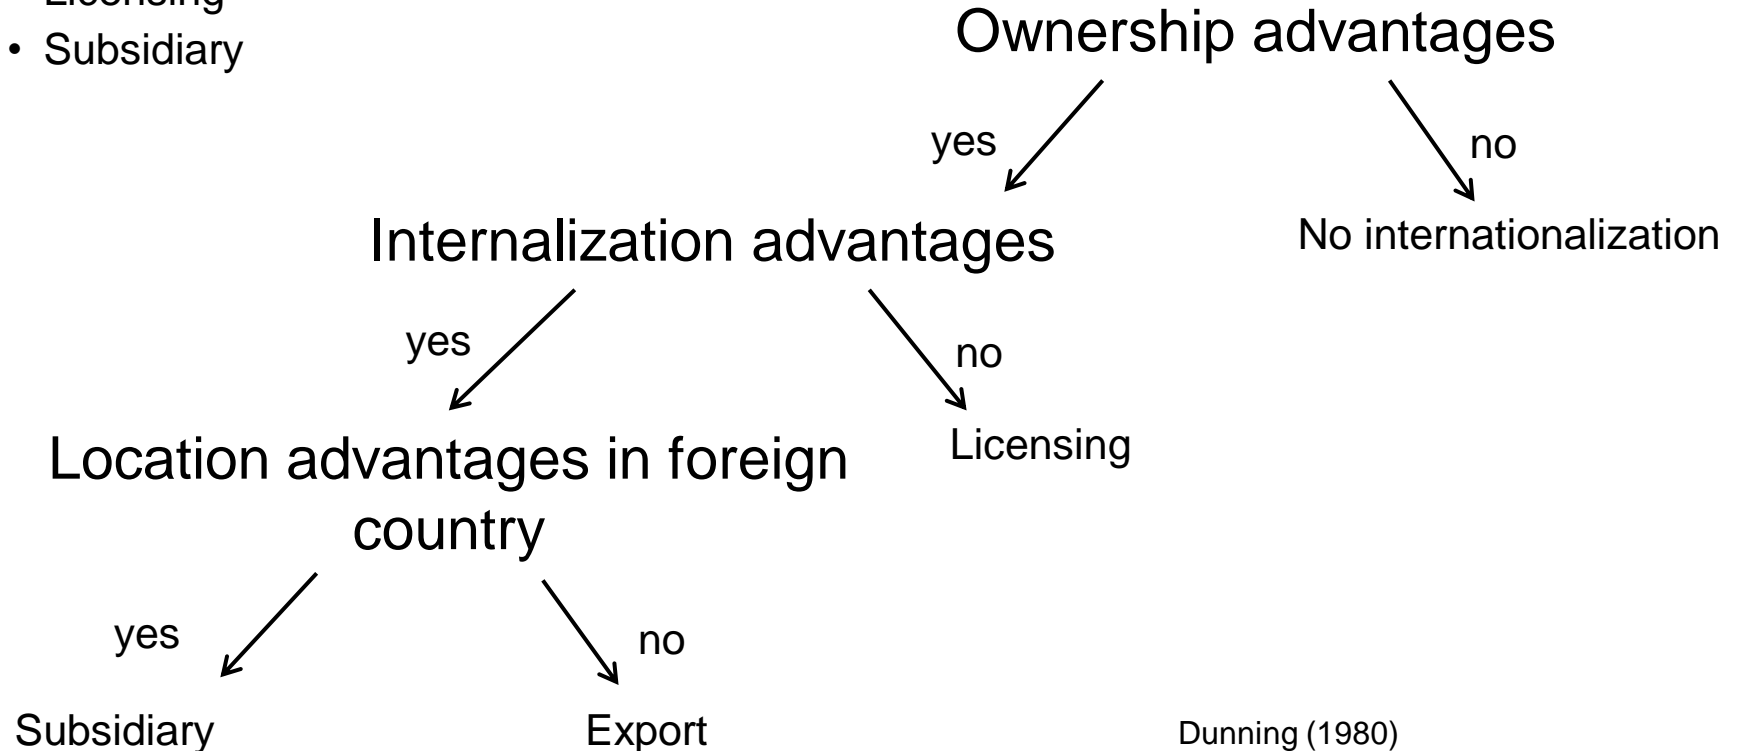 • Subsidiary
Ownership advantages
yes
no
Internalization advantages
No internationalization
yes
no
Location advantages in foreign
country
Licensing
yes
no
Subsidiary
Export
Dunning (1980)